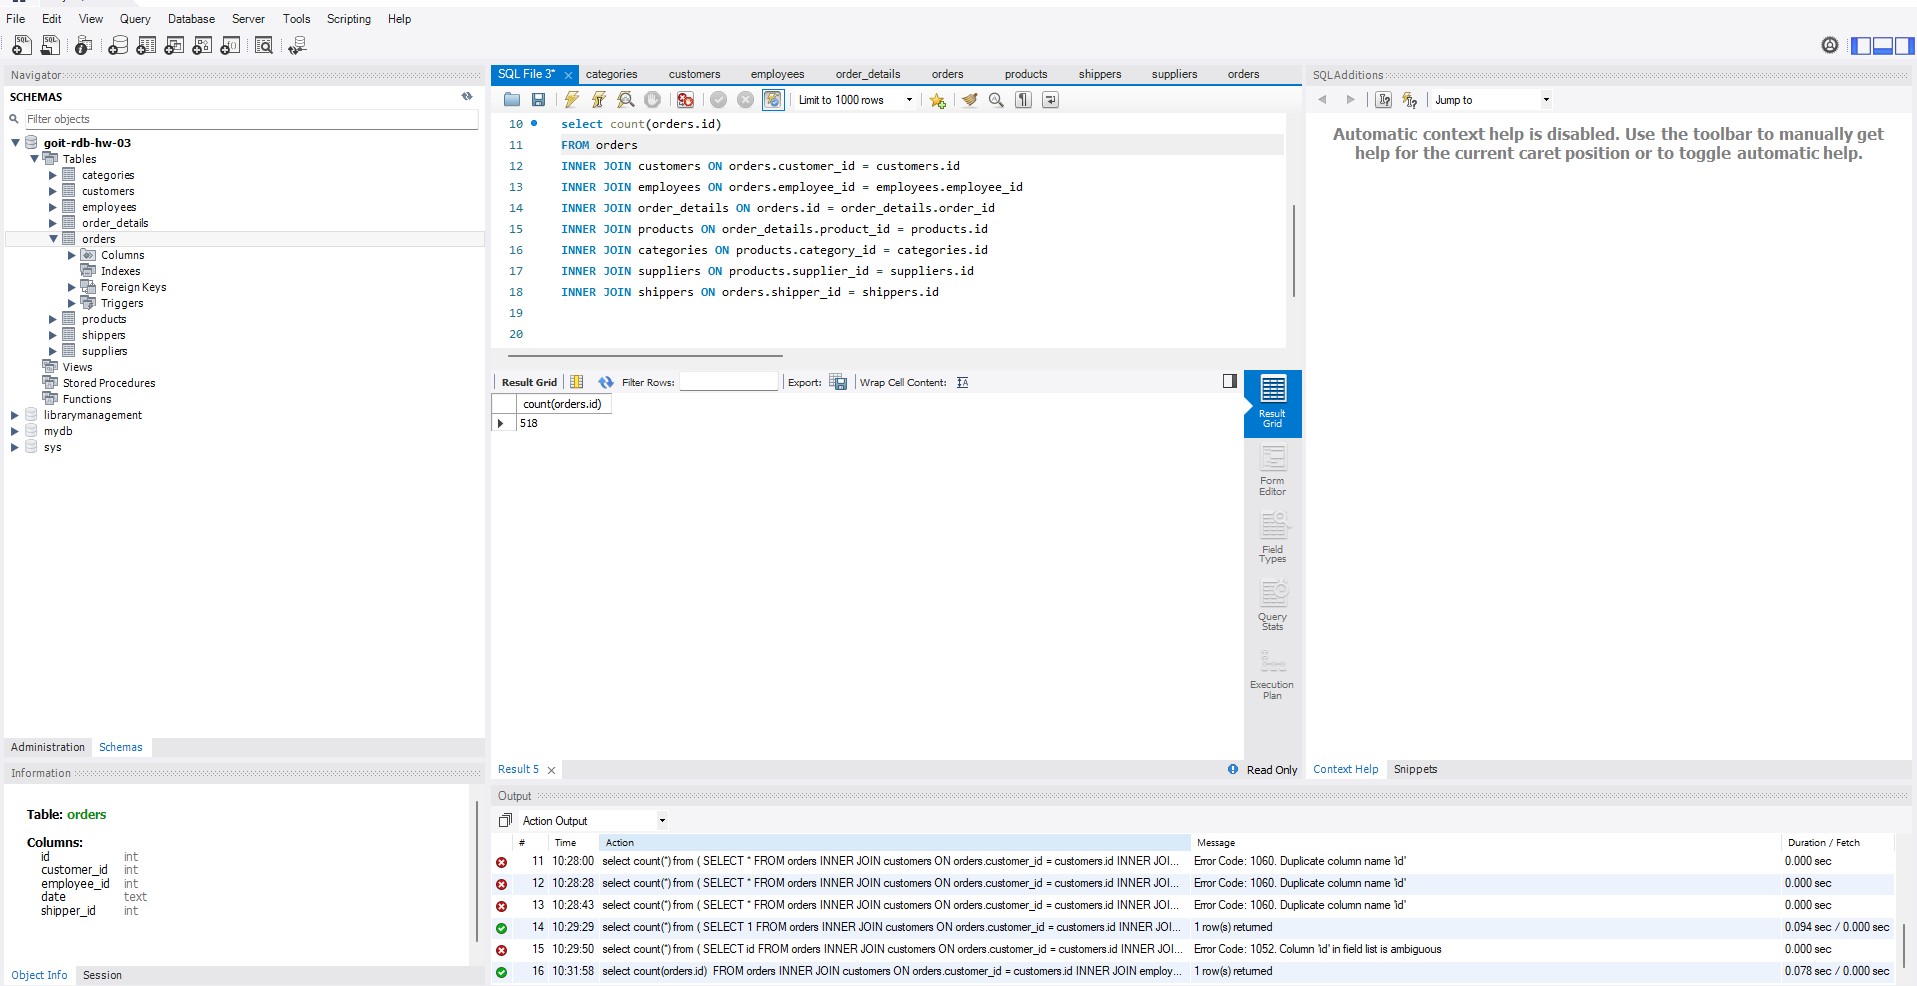 File Edit View Query Database Server Tools Scripting Help
Navigator
SCHEMAS
Filter objects
goit-rdb-hw-03
Tables
categories
customers
employees
order_details
orders
Columns
Indexes
Foreign Keys
Triggers
products
shippers
suppliers
Views
Stored Procedures
Functions
librarymanagement
mydb
sys
Administration Schemas
Information
Table: orders
Columns:
id int
customer_id int
employee_id int
date text
shipper_id int
Object Info Session
SQL File 3* categories customers employees order_details orders products shippers suppliers orders
Limit to 1000 rows
10 select count(orders.id)
11 FROM orders
12 INNER JOIN customers ON orders.customer_id = customers.id
13 INNER JOIN employees ON orders.employee_id = employees.employee_id
14 INNER JOIN order_details ON orders.id = order_details.order_id
15 INNER JOIN products ON order_details.product_id = products.id
16 INNER JOIN categories ON products.category_id = categories.id
17 INNER JOIN suppliers ON products.supplier_id = suppliers.id
18 INNER JOIN shippers ON orders.shipper_id = shippers.id
19
20
Result Grid Filter Rows: Export: Wrap Cell Content:
count(orders.id)
518
Result
Grid
Form
Editor
Field
Types
Query
Stats
Execution
Plan
Result 5 Read Only
SQLAdditions
Jump to
Automatic context help is disabled. Use the toolbar to manually get
help for the current caret position or to toggle automatic help.
Context Help Snippets
Output
Action Output
# Time Action Message Duration / Fetch
11 10:28:00 select count(*) from ( SELECT * FROM orders INNER JOIN customers ON orders.customer_id = customers.id INNER JOI... Error Code: 1060. Duplicate column name 'id' 0.000 sec
12 10:28:28 select count(*) from ( SELECT * FROM orders INNER JOIN customers ON orders.customer_id = customers.id INNER JOI... Error Code: 1060. Duplicate column name 'id' 0.000 sec
13 10:28:43 select count(*) from ( SELECT * FROM orders INNER JOIN customers ON orders.customer_id = customers.id INNER JOI... Error Code: 1060. Duplicate column name 'id' 0.000 sec
14 10:29:29 select count(*) from ( SELECT 1 FROM orders INNER JOIN customers ON orders.customer_id = customers.id INNER JOI... 1 row(s) returned 0.094 sec / 0.000 sec
15 10:29:50 select count(*) from ( SELECT id FROM orders INNER JOIN customers ON orders.customer_id = customers.id INNER JOI... Error Code: 1052. Column 'id' in field list is ambiguous 0.000 sec
16 10:31:58 select count(orders.id) FROM orders INNER JOIN customers ON orders.customer_id = customers.id INNER JOIN employ... 1 row(s) returned 0.078 sec / 0.000 sec